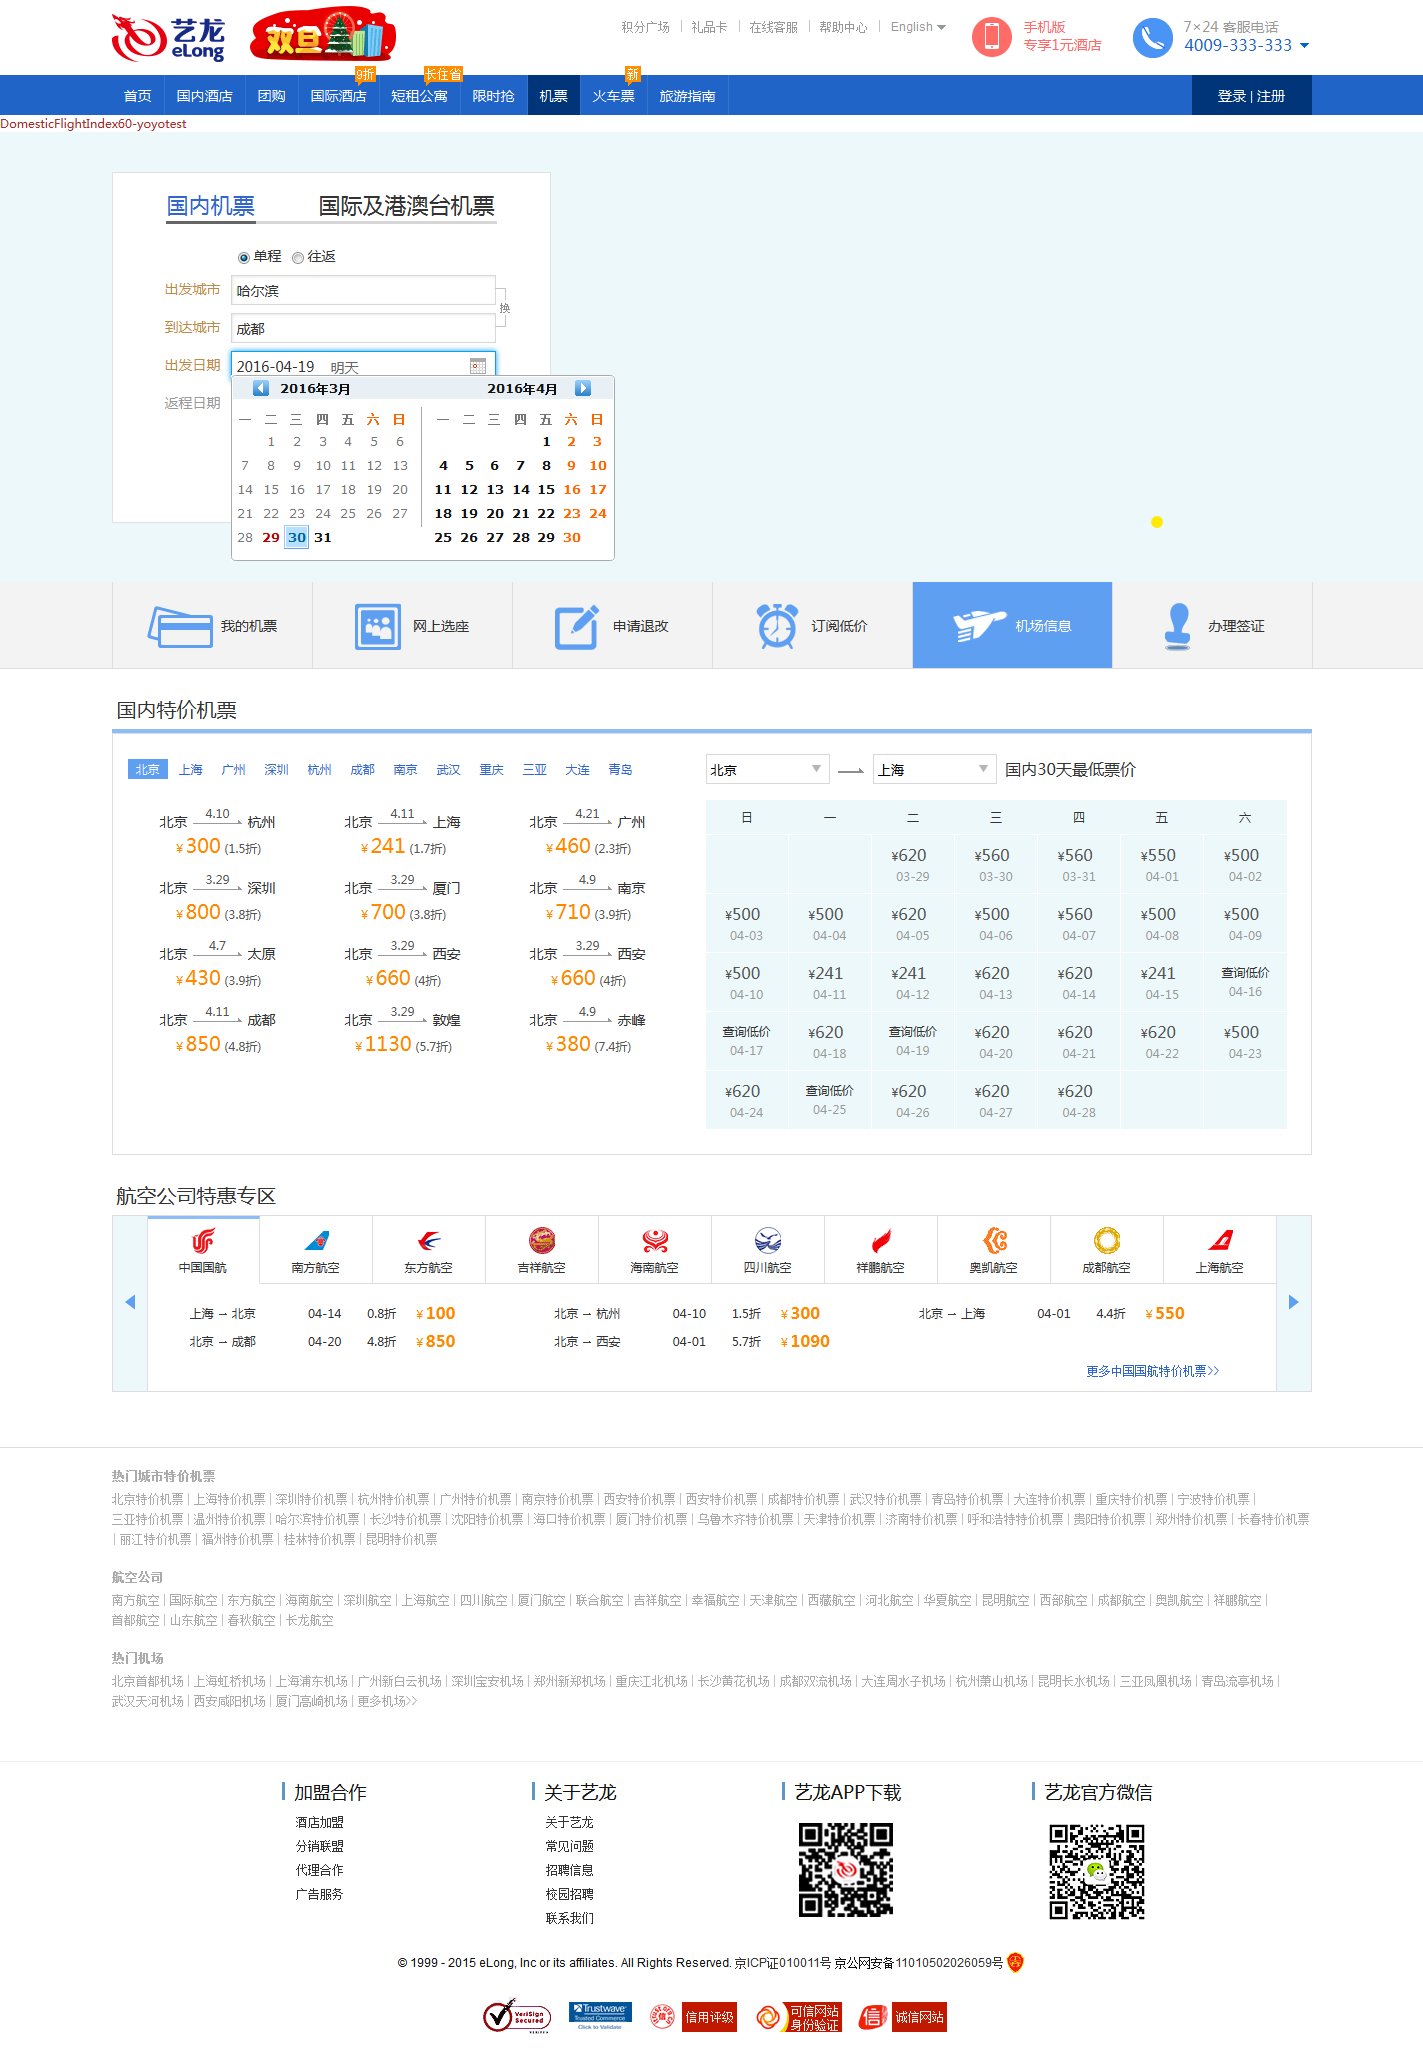 艺龙 eLong
双旦
积分广场 | 礼品卡 | 在线客服 | 帮助中心 | English
手机版
专享1元酒店
7×24 客服电话
4009-333-333
9折 长住省 新
首页 国内酒店 团购 国际酒店 短租公寓 限时抢 机票 火车票 旅游指南 登录 | 注册
DomesticFlightIndex60-yoyotest
国内机票 国际及港澳台机票
单程 往返
出发城市 哈尔滨
换
到达城市 成都
出发日期 2016-04-19 明天
返程日期
2016年3月 2016年4月
一 二 三 四 五 六 日 一 二 三 四 五 六 日
1 2 3 4 5 6 1 2 3
7 8 9 10 11 12 13 4 5 6 7 8 9 10
14 15 16 17 18 19 20 11 12 13 14 15 16 17
21 22 23 24 25 26 27 18 19 20 21 22 23 24
28 29 30 31 25 26 27 28 29 30
我的机票 网上选座 申请退改 订阅低价 机场信息 办理签证
国内特价机票
北京 上海 广州 深圳 杭州 成都 南京 武汉 重庆 三亚 大连 青岛
北京 4.10 杭州 北京 4.11 上海 北京 4.21 广州
¥300 (1.5折) ¥241 (1.7折) ¥460 (2.3折)
北京 3.29 深圳 北京 3.29 厦门 北京 4.9 南京
¥800 (3.8折) ¥700 (3.8折) ¥710 (3.9折)
北京 4.7 太原 北京 3.29 西安 北京 3.29 西安
¥430 (3.9折) ¥660 (4折) ¥660 (4折)
北京 4.11 成都 北京 3.29 敦煌 北京 4.9 赤峰
¥850 (4.8折) ¥1130 (5.7折) ¥380 (7.4折)
北京 上海 国内30天最低票价
日 一 二 三 四 五 六
¥620 ¥560 ¥560 ¥550 ¥500
03-29 03-30 03-31 04-01 04-02
¥500 ¥500 ¥620 ¥500 ¥560 ¥500 ¥500
04-03 04-04 04-05 04-06 04-07 04-08 04-09
¥500 ¥241 ¥241 ¥620 ¥620 ¥241 查询低价
04-10 04-11 04-12 04-13 04-14 04-15 04-16
查询低价 ¥620 查询低价 ¥620 ¥620 ¥620 ¥500
04-17 04-18 04-19 04-20 04-21 04-22 04-23
¥620 查询低价 ¥620 ¥620 ¥620
04-24 04-25 04-26 04-27 04-28
航空公司特惠专区
中国国航 南方航空 东方航空 吉祥航空 海南航空 四川航空 祥鹏航空 奥凯航空 成都航空 上海航空
上海 − 北京 04-14 0.8折 ¥100 北京 − 杭州 04-10 1.5折 ¥300 北京 − 上海 04-01 4.4折 ¥550
北京 − 成都 04-20 4.8折 ¥850 北京 − 西安 04-01 5.7折 ¥1090
更多中国国航特价机票>>
热门城市特价机票
北京特价机票 | 上海特价机票 | 深圳特价机票 | 杭州特价机票 | 广州特价机票 | 南京特价机票 | 西安特价机票 | 西安特价机票 | 成都特价机票 | 武汉特价机票 | 青岛特价机票 | 大连特价机票 | 重庆特价机票 | 宁波特价机票 |
三亚特价机票 | 温州特价机票 | 哈尔滨特价机票 | 长沙特价机票 | 沈阳特价机票 | 海口特价机票 | 厦门特价机票 | 乌鲁木齐特价机票 | 天津特价机票 | 济南特价机票 | 呼和浩特特价机票 | 贵阳特价机票 | 郑州特价机票 | 长春特价机票
| 丽江特价机票 | 福州特价机票 | 桂林特价机票 | 昆明特价机票
航空公司
南方航空 | 国际航空 | 东方航空 | 海南航空 | 深圳航空 | 上海航空 | 四川航空 | 厦门航空 | 联合航空 | 吉祥航空 | 幸福航空 | 天津航空 | 西藏航空 | 河北航空 | 华夏航空 | 昆明航空 | 西部航空 | 成都航空 | 奥凯航空 | 祥鹏航空 |
首都航空 | 山东航空 | 春秋航空 | 长龙航空
热门机场
北京首都机场 | 上海虹桥机场 | 上海浦东机场 | 广州新白云机场 | 深圳宝安机场 | 郑州新郑机场 | 重庆江北机场 | 长沙黄花机场 | 成都双流机场 | 大连周水子机场 | 杭州萧山机场 | 昆明长水机场 | 三亚凤凰机场 | 青岛流亭机场 |
武汉天河机场 | 西安咸阳机场 | 厦门高崎机场 | 更多机场>>
加盟合作 关于艺龙 艺龙APP下载 艺龙官方微信
酒店加盟 关于艺龙
分销联盟 常见问题
代理合作 招聘信息
广告服务 校园招聘
联系我们
© 1999 - 2015 eLong, Inc or its affiliates. All Rights Reserved. 京ICP证010011号 京公网安备11010502026059号
VeriSign Secured
Trustwave Trusted Commerce Click to Validate
信用评级
可信网站 身份验证
诚信网站